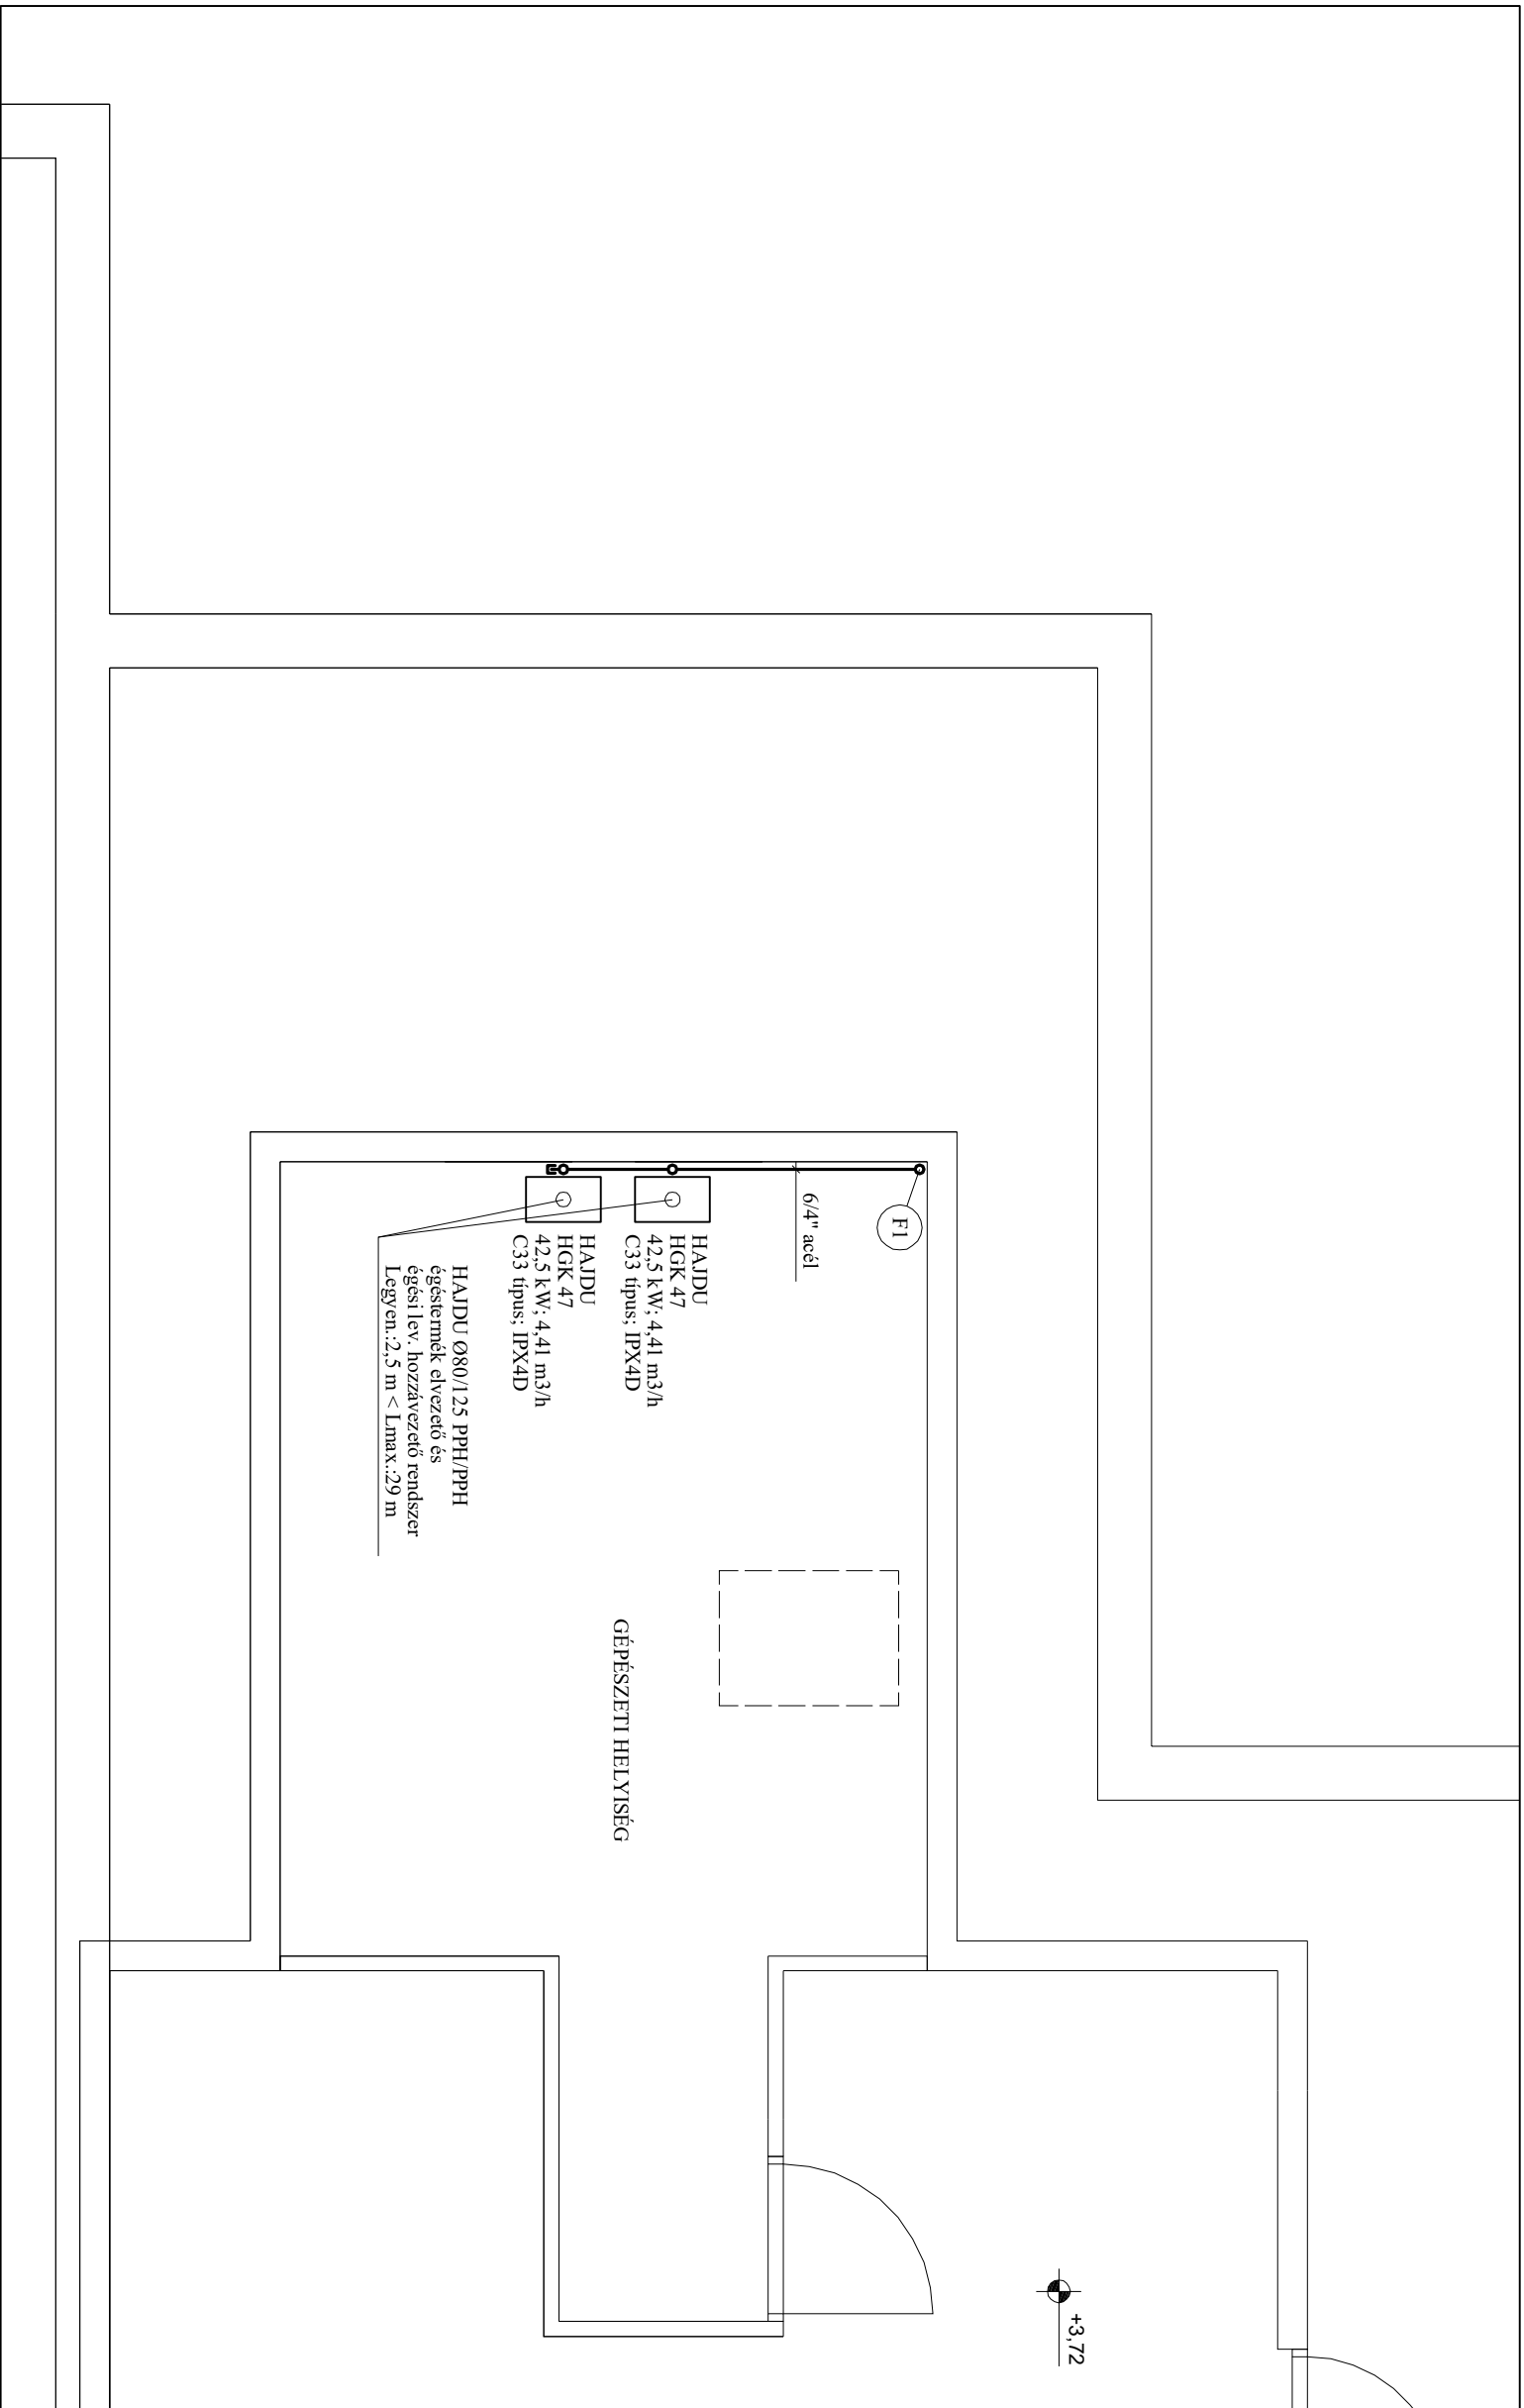 F1
6/4" acél
HAJDU
HGK 47
42,5 kW; 4,41 m3/h
C33 típus; IPX4D
HAJDU
HGK 47
42,5 kW; 4,41 m3/h
C33 típus; IPX4D
HAJDU Ø80/125 PPH/PPH
égéstermék elvezető és
égési lev. hozzávezető rendszer
Legyen.:2,5 m < Lmax.:29 m
GÉPÉSZETI HELYISÉG
+3,72